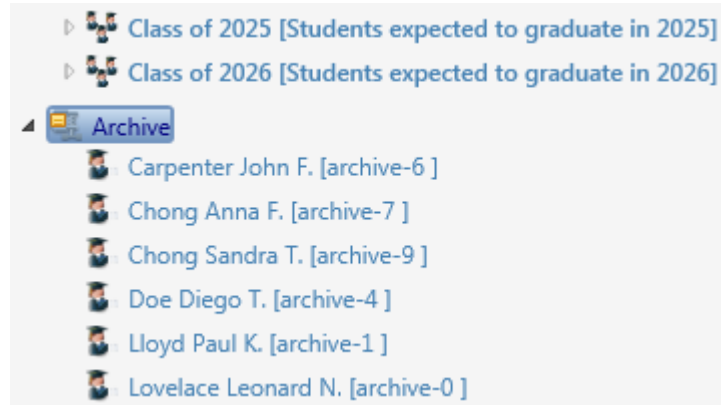 Class of 2025 [Students expected to graduate in 2025]
Class of 2026 [Students expected to graduate in 2026]
Archive
Carpenter John F. [archive-6 ]
Chong Anna F. [archive-7 ]
Chong Sandra T. [archive-9 ]
Doe Diego T. [archive-4 ]
Lloyd Paul K. [archive-1 ]
Lovelace Leonard N. [archive-0 ]